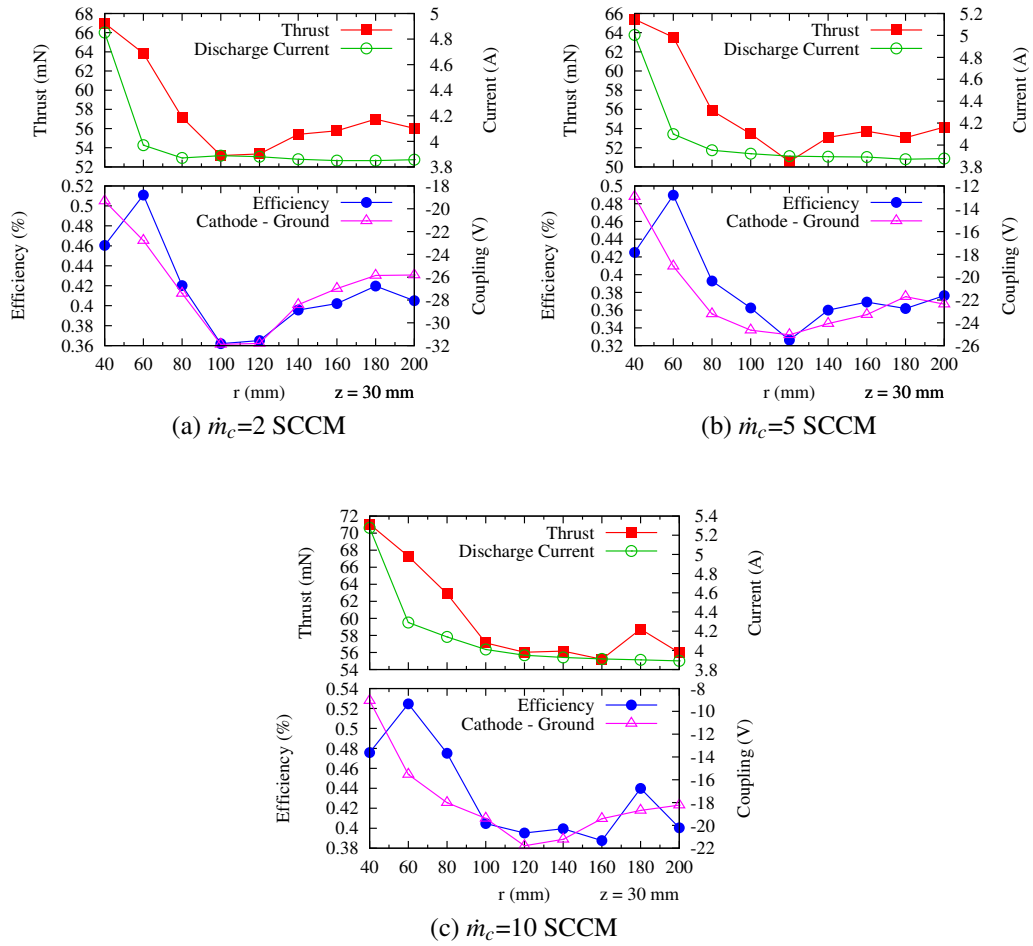 68 66 64 62 60 58 56 54 52
Thrust (mN)
Thrust
Discharge Current
5 4.8 4.6 4.4 4.2 4 3.8
Current (A)
0.52 0.48 0.44 0.4 0.36
Efficiency (%)
Efficiency
Cathode - Ground
-18 -20 -22 -24 -26 -28 -30 -32
Coupling (V)
40 60 80 100 120 140 160 180 200
r (mm) z = 30 mm
(a) ṁc=2 SCCM
66 64 62 60 58 56 54 52 50
Thrust (mN)
Thrust
Discharge Current
5.2 5 4.8 4.6 4.4 4.2 4 3.8
Current (A)
0.5 0.48 0.46 0.44 0.42 0.4 0.38 0.36 0.34 0.32
Efficiency (%)
Efficiency
Cathode - Ground
-12 -14 -16 -18 -20 -22 -24 -26
Coupling (V)
40 60 80 100 120 140 160 180 200
r (mm) z = 30 mm
(b) ṁc=5 SCCM
72 70 68 66 64 62 60 58 56 54
Thrust (mN)
Thrust
Discharge Current
5.4 5.2 5 4.8 4.6 4.4 4.2 4 3.8
Current (A)
0.54 0.52 0.5 0.48 0.46 0.44 0.42 0.4 0.38
Efficiency (%)
Efficiency
Cathode - Ground
-8 -10 -12 -14 -16 -18 -20 -22
Coupling (V)
40 60 80 100 120 140 160 180 200
r (mm) z = 30 mm
(c) ṁc=10 SCCM